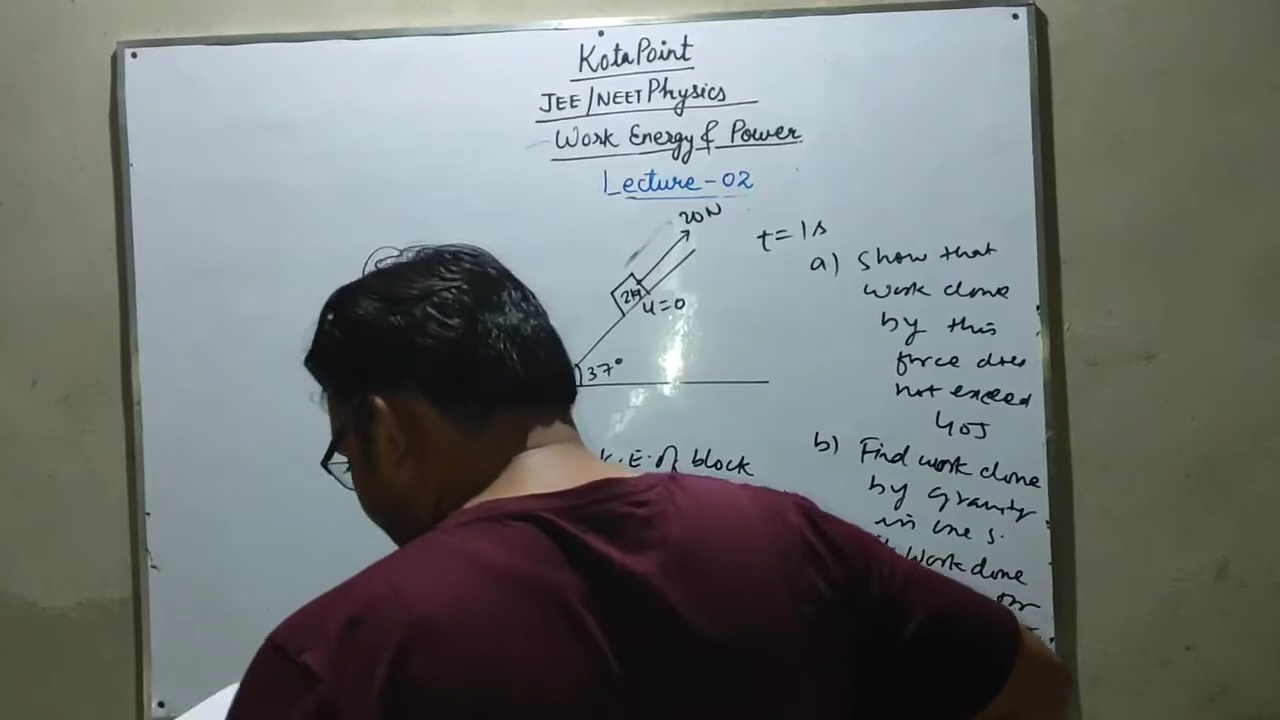 KotaPoint
JEE/NEET Physics
Work Energy & Power
Lecture-02
20N
t=1s
2kg
u=0
37°
a) Show that
work done
by this
force does
not exceed
40J
K.E. of block
b) Find work done
by gravity
in one s.
Work done